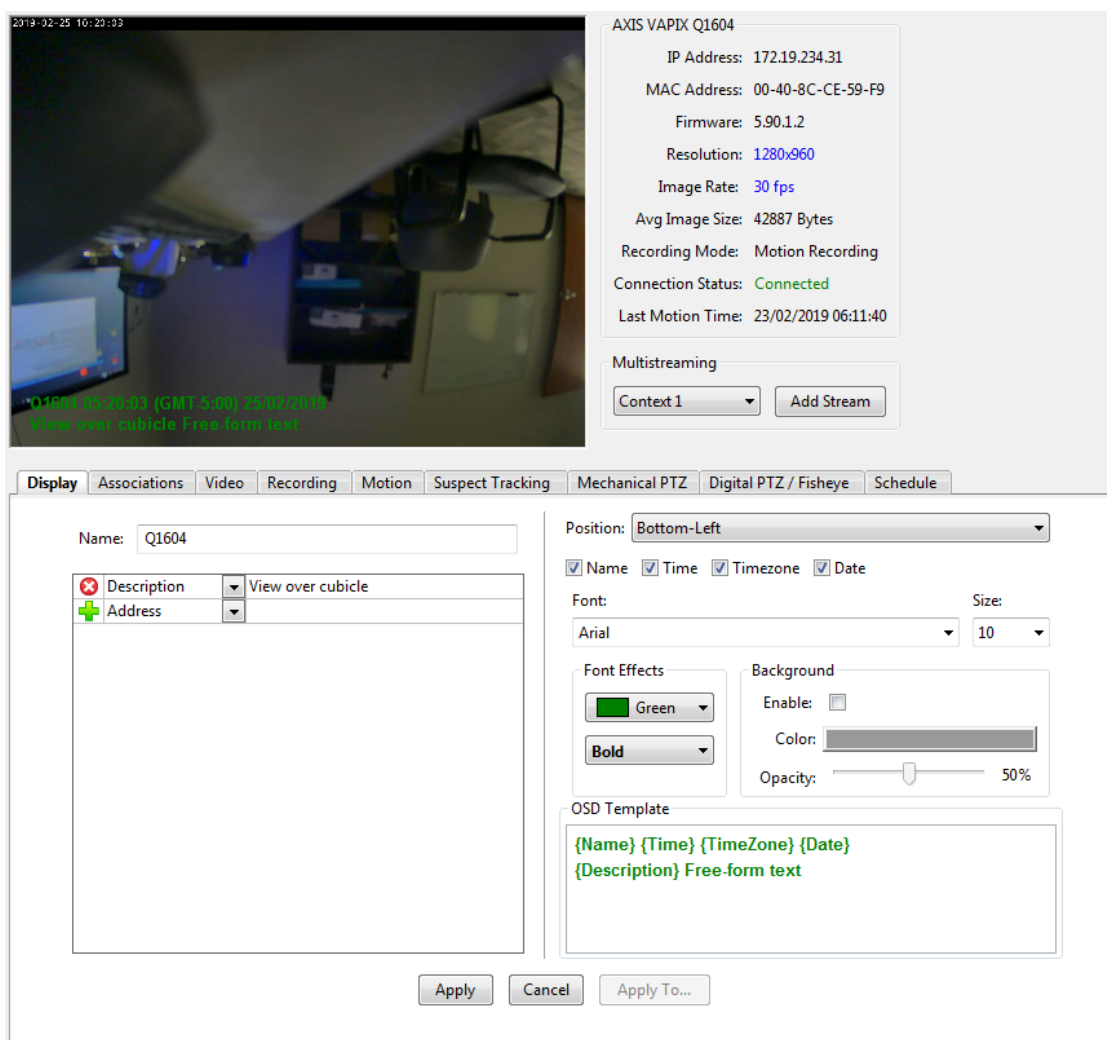 2019-02-25 10:20:03
Q1604 05:20:03 (GMT-5:00) 25/02/2019
View over cubicle Free-form text
AXIS VAPIX Q1604
IP Address: 172.19.234.31
MAC Address: 00-40-8C-CE-59-F9
Firmware: 5.90.1.2
Resolution: 1280x960
Image Rate: 30 fps
Avg Image Size: 42887 Bytes
Recording Mode: Motion Recording
Connection Status: Connected
Last Motion Time: 23/02/2019 06:11:40
Multistreaming
Context 1 Add Stream
Display Associations Video Recording Motion Suspect Tracking Mechanical PTZ Digital PTZ / Fisheye Schedule
Name: Q1604
Description View over cubicle
Address
Position: Bottom-Left
Name Time Timezone Date
Font: Size:
Arial 10
Font Effects
Green
Bold
Background
Enable:
Color:
Opacity: 50%
OSD Template
{Name} {Time} {TimeZone} {Date}
{Description} Free-form text
Apply Cancel Apply To...